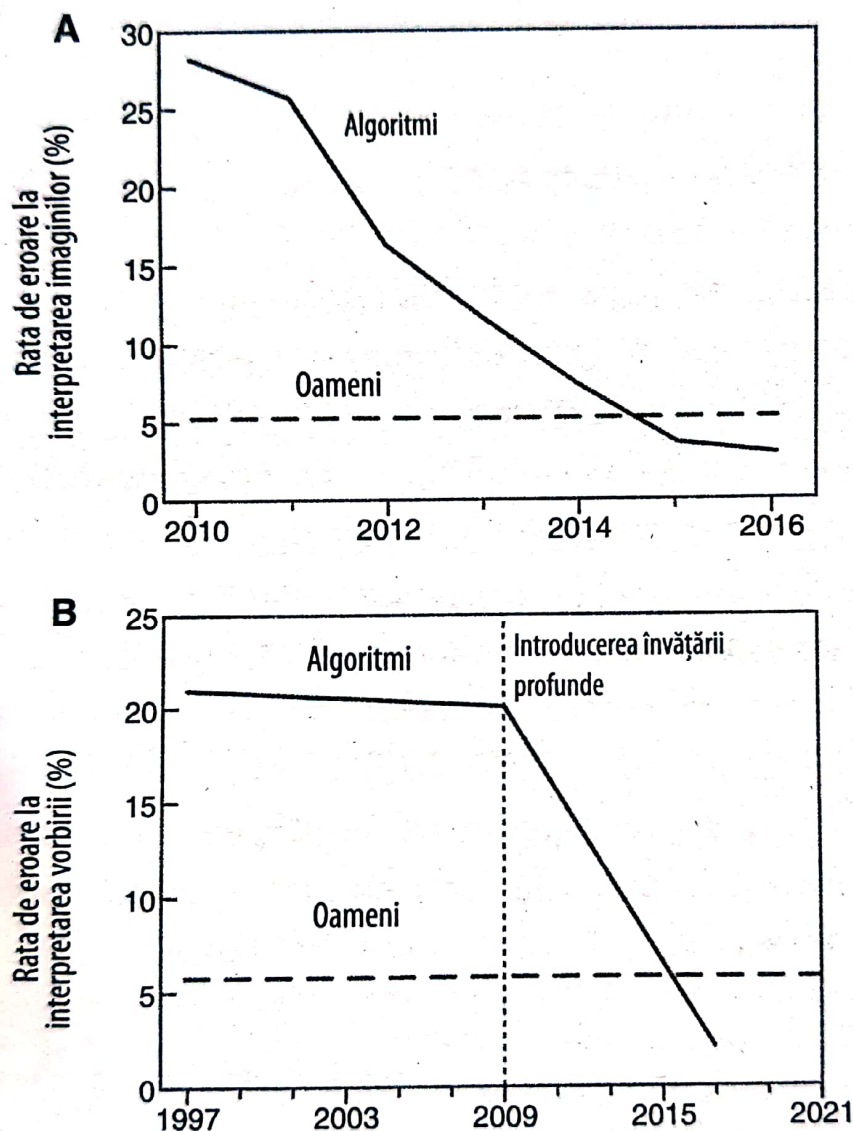 A
Rata de eroare la
interpretarea imaginilor (%)
30
25
20
15
10
5
0
Algoritmi
Oameni
2010
2012
2014
2016
B
Rata de eroare la
interpretarea vorbirii (%)
25
20
15
10
5
0
Algoritmi
Introducerea învățării
profunde
Oameni
1997
2003
2009
2015
2021